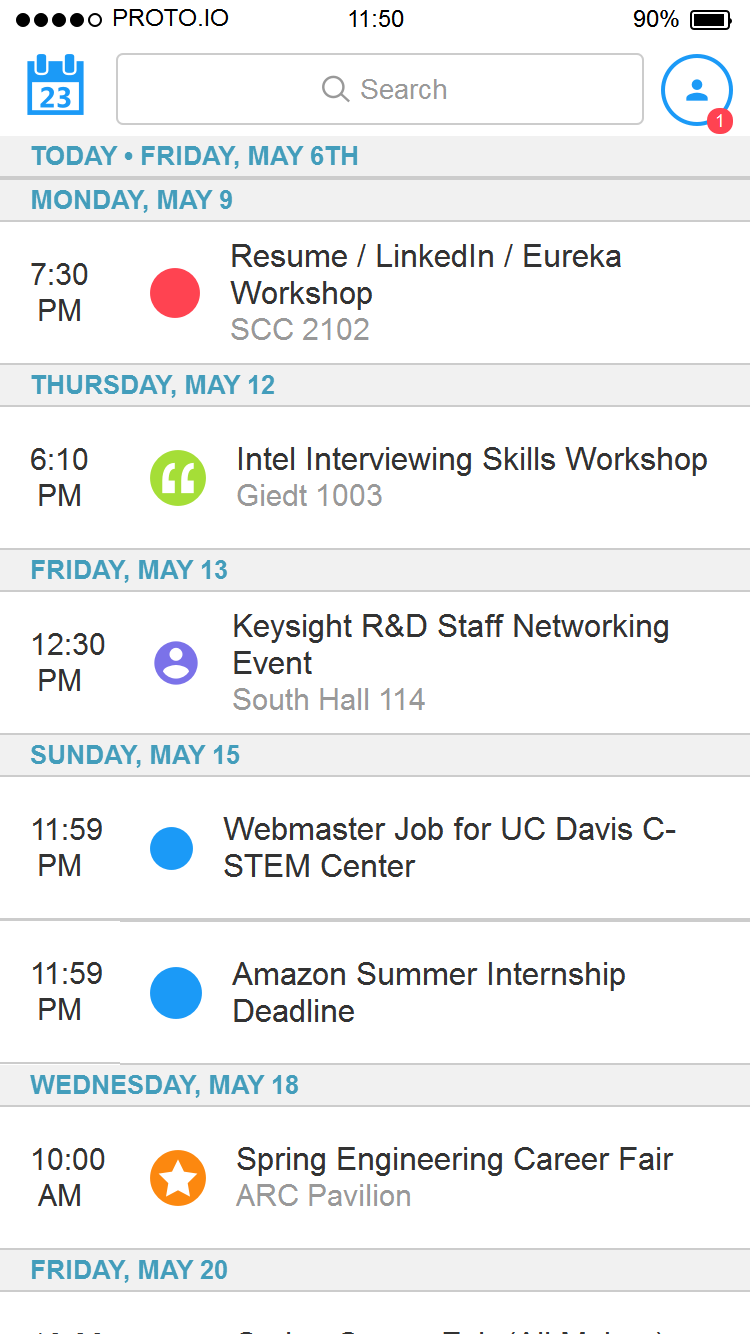 PROTO.IO 11:50 90%
23 Search
1
TODAY • FRIDAY, MAY 6TH
MONDAY, MAY 9
7:30
PM
Resume / LinkedIn / Eureka
Workshop
SCC 2102
THURSDAY, MAY 12
6:10
PM
Intel Interviewing Skills Workshop
Giedt 1003
FRIDAY, MAY 13
12:30
PM
Keysight R&D Staff Networking
Event
South Hall 114
SUNDAY, MAY 15
11:59
PM
Webmaster Job for UC Davis C-
STEM Center
11:59
PM
Amazon Summer Internship
Deadline
WEDNESDAY, MAY 18
10:00
AM
Spring Engineering Career Fair
ARC Pavilion
FRIDAY, MAY 20